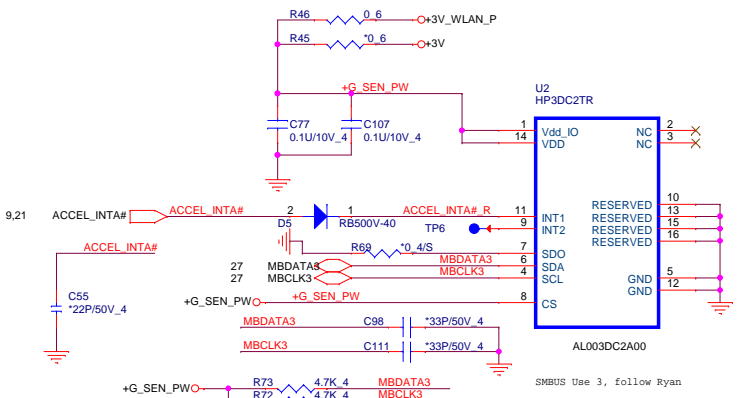 R46 0_6 +3V_WLAN_P
R45 *0_6 +3V
+G_SEN_PW
U2
HP3DC2TR
C77
0.1U/10V_4
C107
0.1U/10V_4
1 Vdd_IO
14 VDD
NC 2
NC 3
9,21 ACCEL_INTA# ACCEL_INTA# 2 1 ACCEL_INTA#_R 11 INT1
D5 RB500V-40 TP6 9 INT2
RESERVED 10
RESERVED 13
RESERVED 15
RESERVED 16
ACCEL_INTA#
R69 *0_4/S 7 SDO
27 MBDATA3 MBDATA3 6 SDA
27 MBCLK3 MBCLK3 4 SCL
GND 5
GND 12
+G_SEN_PW +G_SEN_PW 8 CS
C55
*22P/50V_4
MBDATA3 C98 *33P/50V_4
MBCLK3 C111 *33P/50V_4
AL003DC2A00
SMBUS Use 3, follow Ryan
+G_SEN_PW R73 4.7K_4 MBDATA3
R72 4.7K_4 MBCLK3